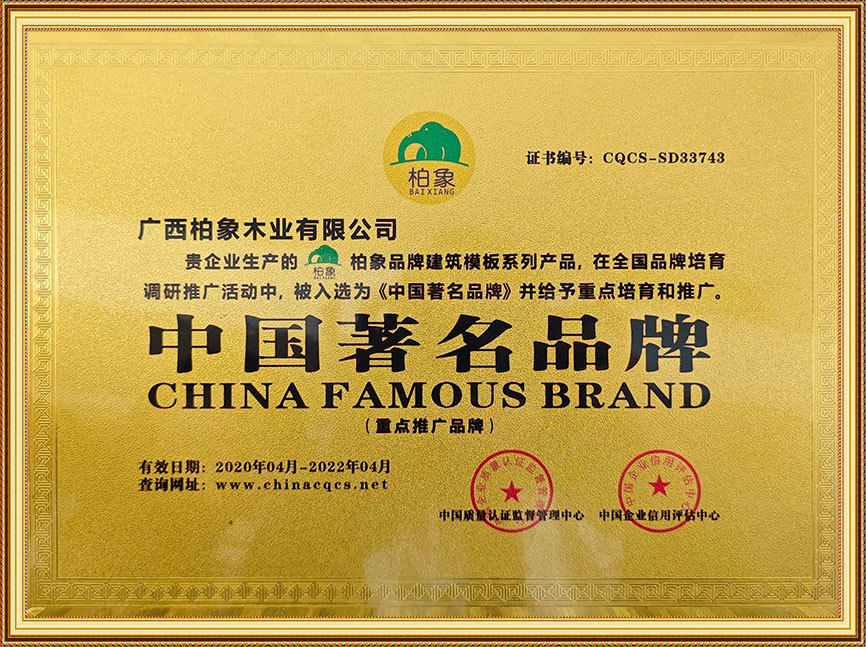 柏象
BAIXIANG
证书编号：CQCS-SD33743
广西柏象木业有限公司
贵企业生产的 柏象 柏象品牌建筑模板系列产品，在全国品牌培育
调研推广活动中，被入选为《中国著名品牌》并给予重点培育和推广。
中国著名品牌
CHINA FAMOUS BRAND
（重点推广品牌）
有效日期：2020年04月-2022年04月
查询网址：www.chinacqcs.net
中国质量认证监督管理中心 中国企业信用评估中心